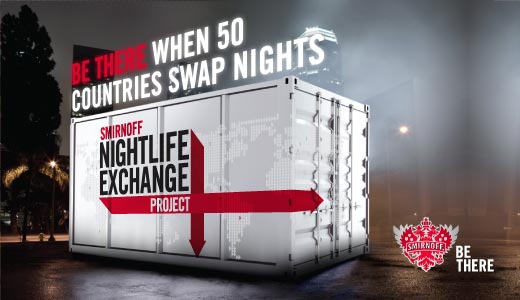 BE THERE WHEN 50
COUNTRIES SWAP NIGHTS
SMIRNOFF
NIGHTLIFE
EXCHANGE
PROJECT
SMIRNOFF
BE
THERE